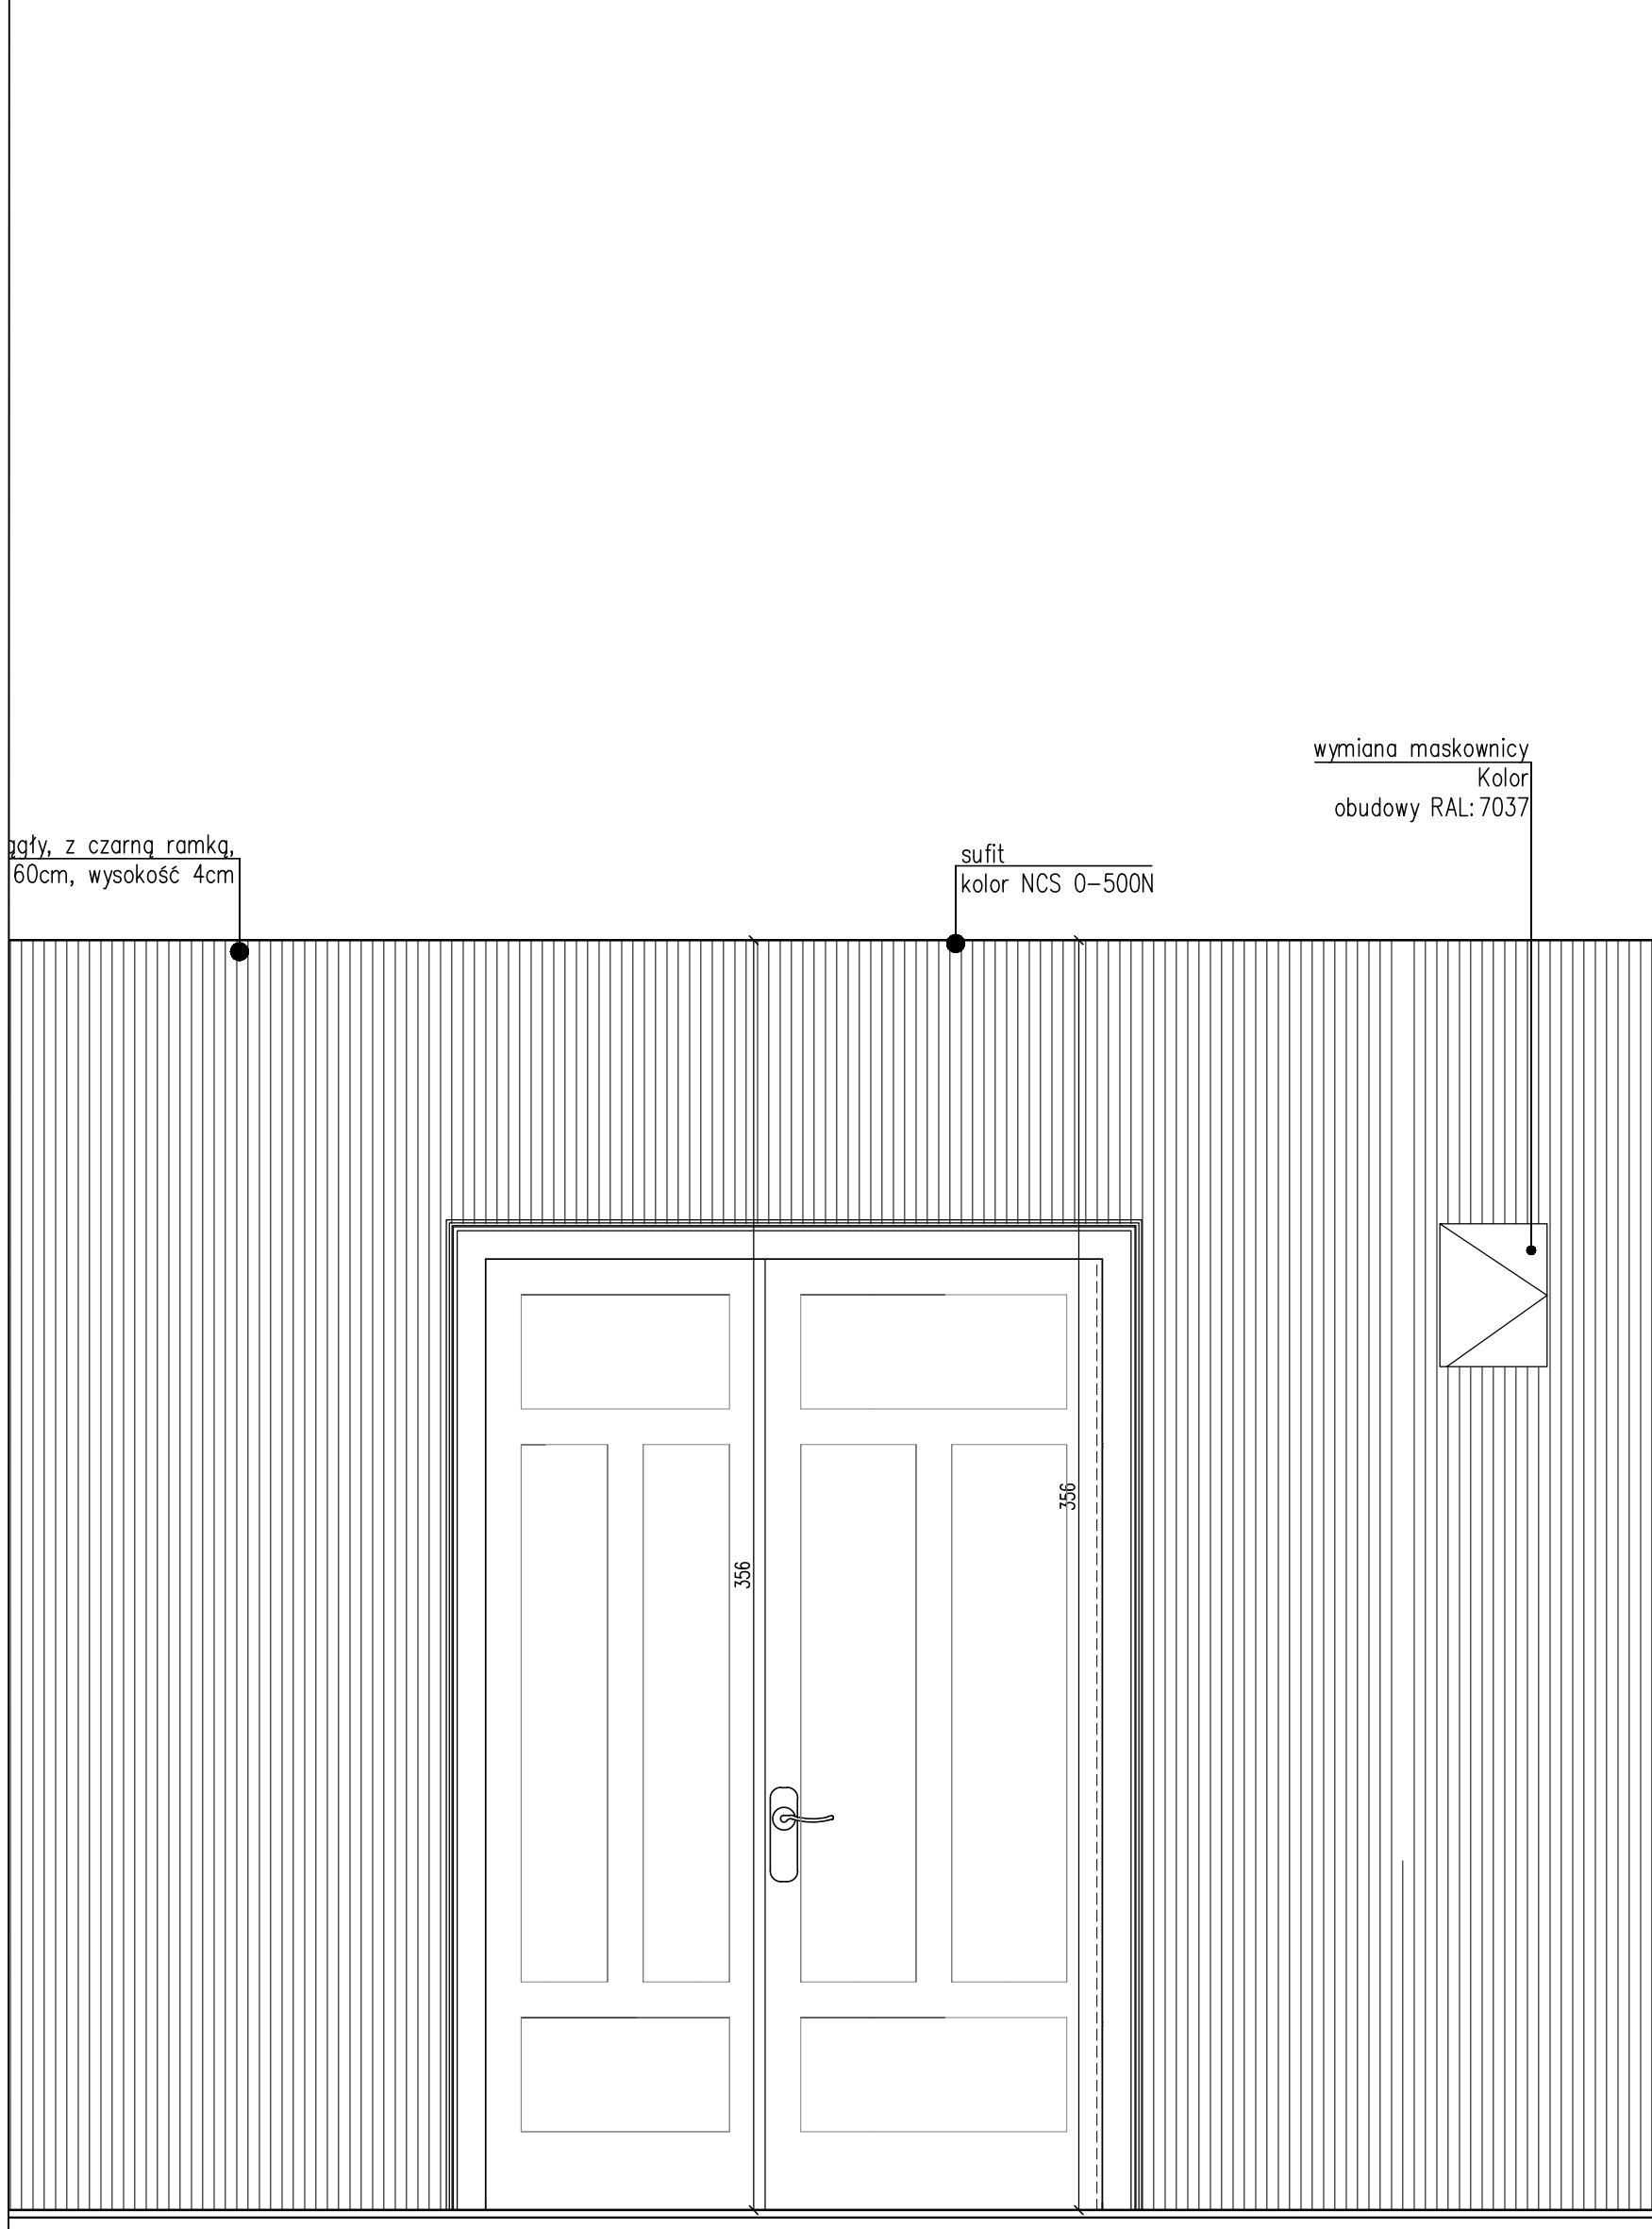 wymiana maskownicy
Kolor
obudowy RAL: 7037
z czarną ramką,
60cm, wysokość 4cm
sufit
kolor NCS 0-500N
356
356